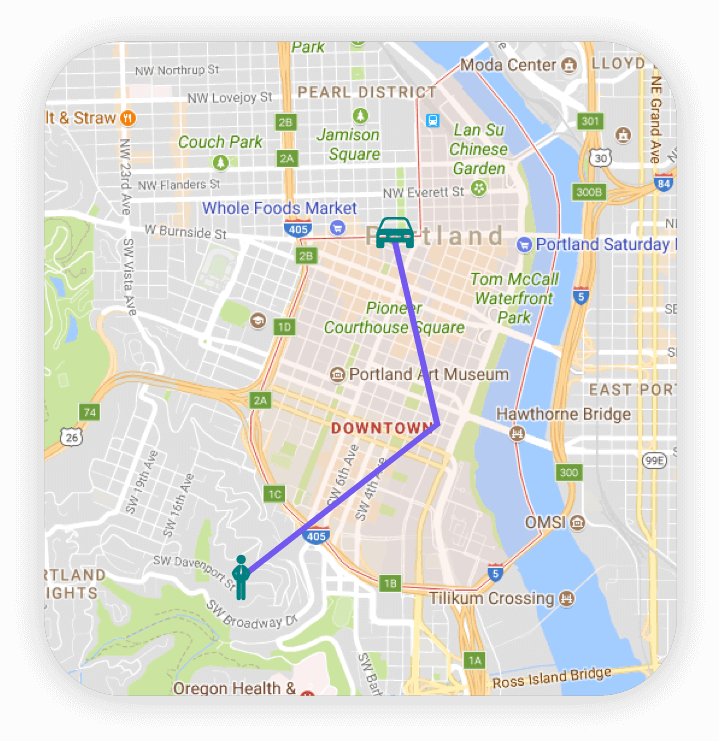 Park
Moda Center
LLOYD
NW Northrup St
NW Lovejoy St
PEARL DISTRICT
NE Grand Ave
lt & Straw
2B
301
Couch Park
Jamison
Square
Lan Su
Chinese
Garden
30
2A
NW 23rd Ave
NW Flanders St
NW Everett St
300B
84
Whole Foods Market
W Burnside St
405
P tland
Portland Saturday
2B
SW Vista Ave
Tom McCall
Waterfront
Park
5
Pioneer
Courthouse Square
1D
SE
S
Portland Art Museum
EAST PORT
2A
74
26
DOWNTOWN
Hawthorne Bridge
99E
SW 19th Ave
SW 16th Ave
SW 6th Ave
SW 4th Ave
300
1C
OMSI
405
SW Davenport St
RTLAND
IGHTS
5
1B
Tilikum Crossing
SW Broadway Dr
1A
SW Bart
Ross Island Bridge
Oregon Health &